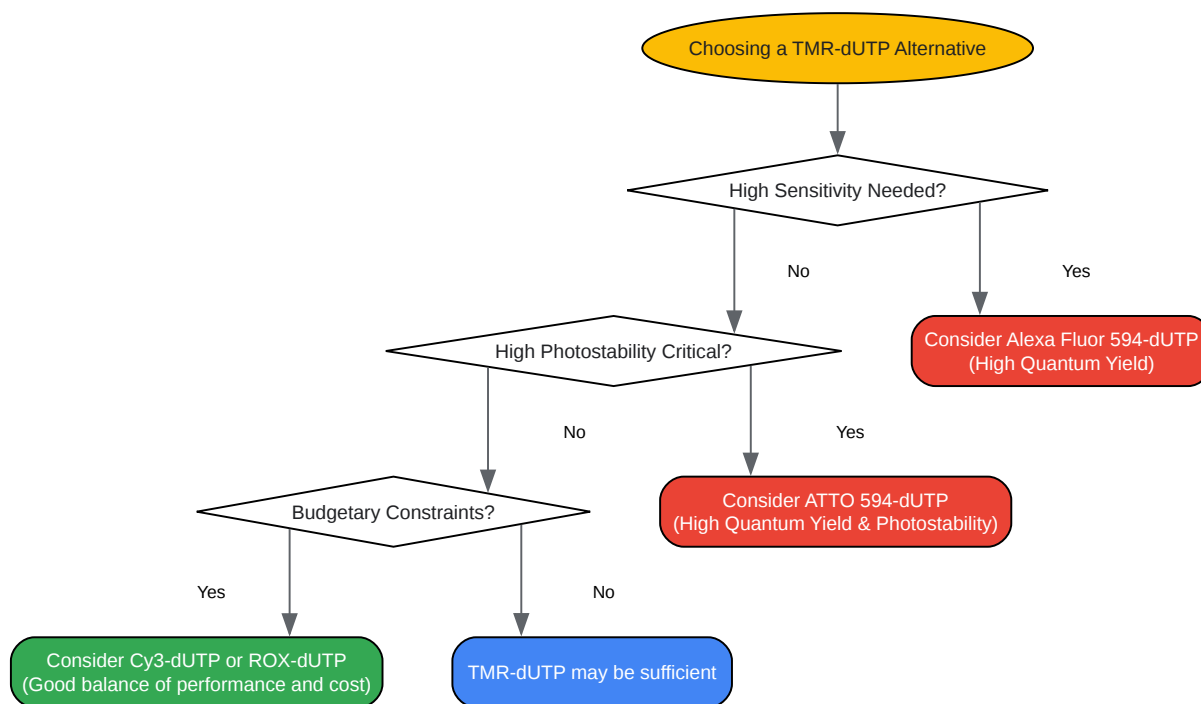 Choosing a TMR-dUTP Alternative
High Sensitivity Needed?
No
Yes
Consider Alexa Fluor 594-dUTP
(High Quantum Yield)
High Photostability Critical?
No
Yes
Consider ATTO 594-dUTP
(High Quantum Yield & Photostability)
Budgetary Constraints?
Yes
No
Consider Cy3-dUTP or ROX-dUTP
(Good balance of performance and cost)
TMR-dUTP may be sufficient